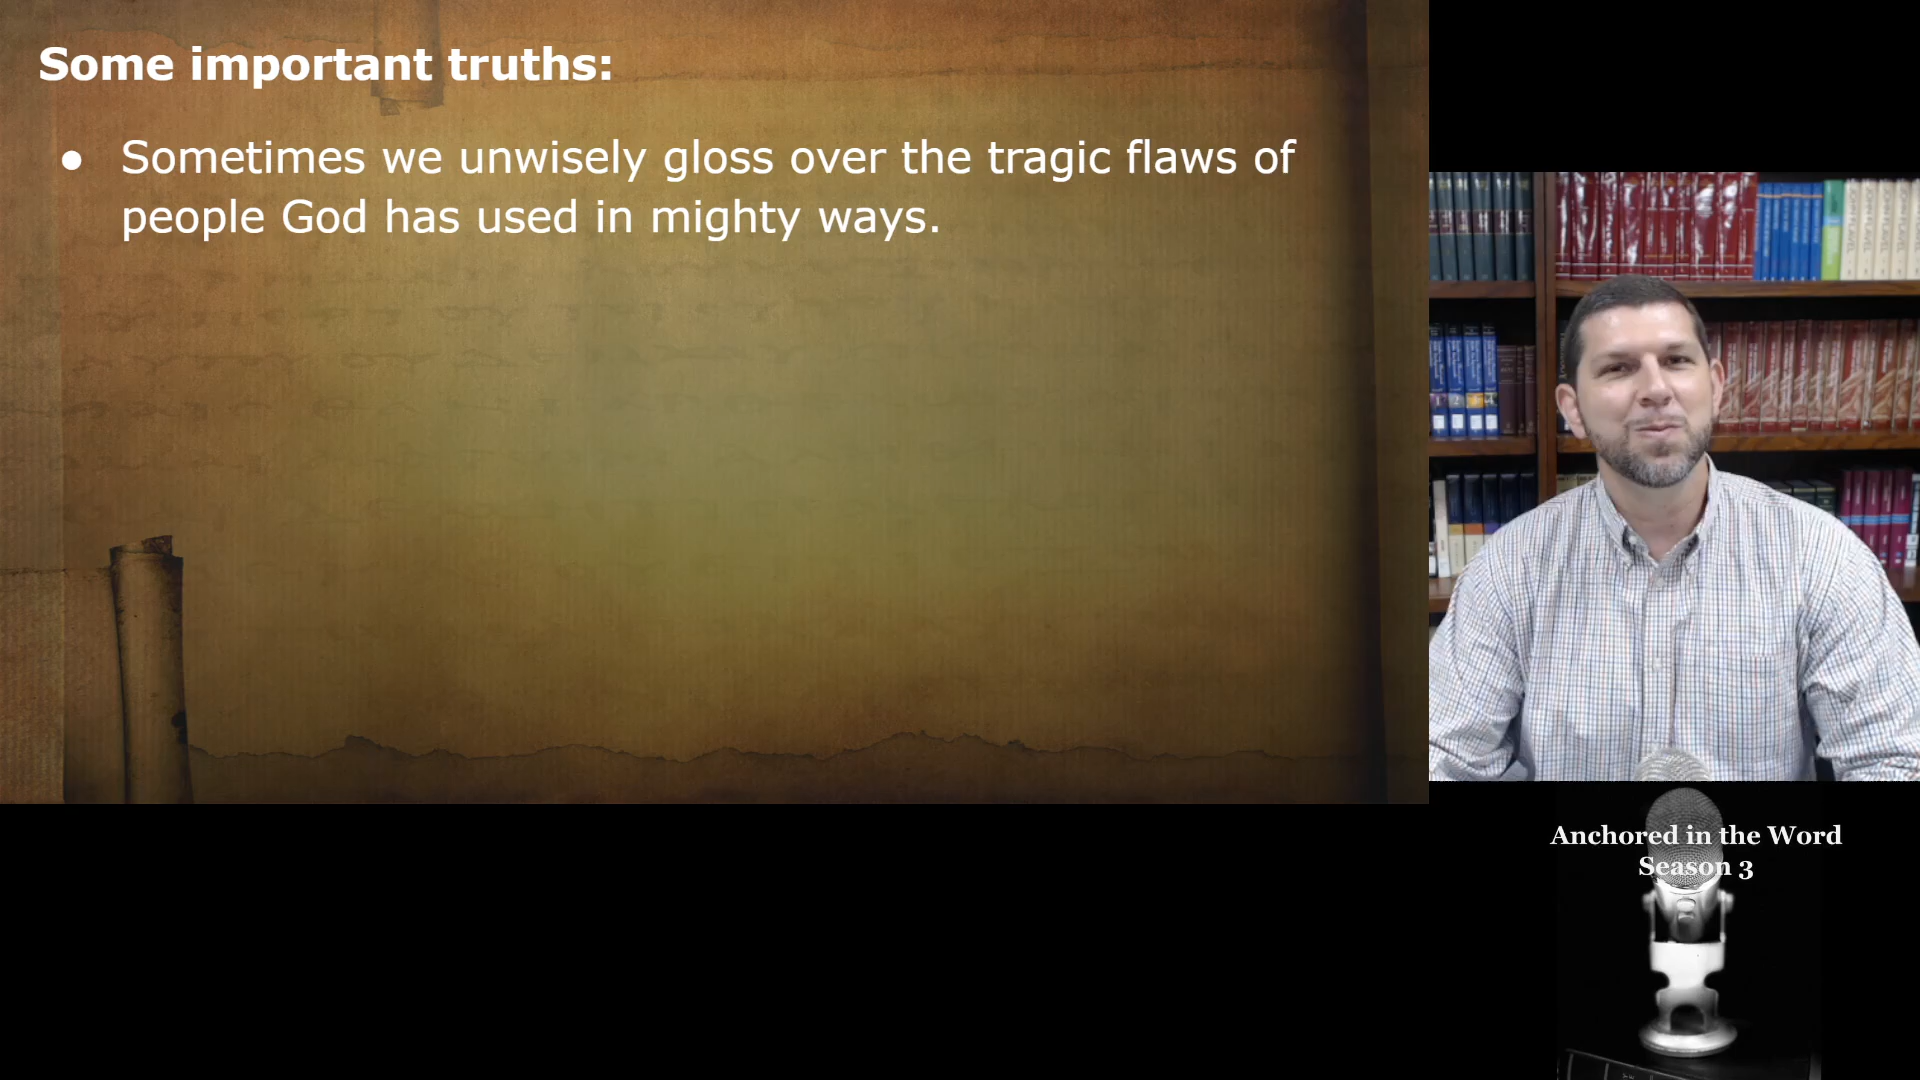 Some important truths:
● Sometimes we unwisely gloss over the tragic flaws of
people God has used in mighty ways.
Anchored in the Word
Season 3